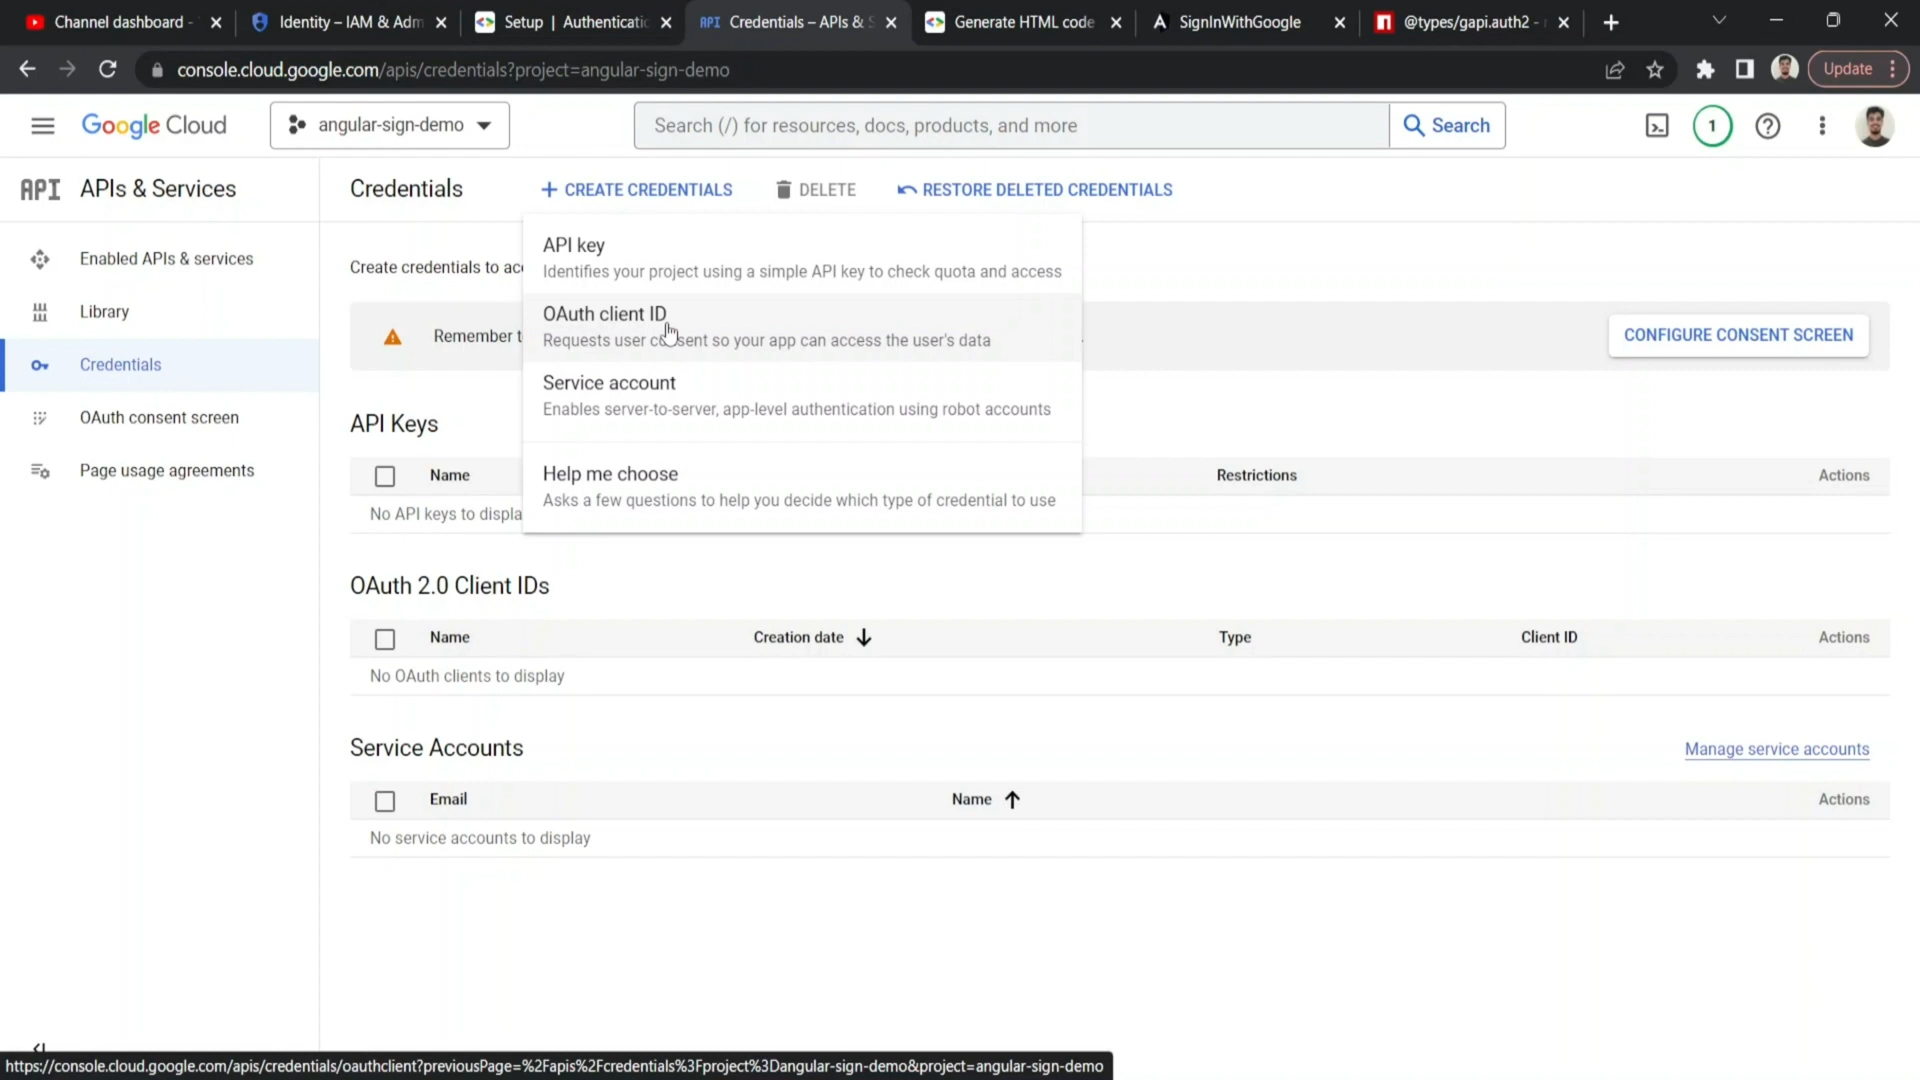 Channel dashboard -
Identity – IAM & Adm
Setup | Authenticatic
API Credentials – APIs & S
Generate HTML code
SignInWithGoogle
@types/gapi.auth2 -
console.cloud.google.com/apis/credentials?project=angular-sign-demo
Update
Google Cloud
angular-sign-demo
Search (/) for resources, docs, products, and more
Search
1
API APIs & Services
Credentials
CREATE CREDENTIALS
DELETE
RESTORE DELETED CREDENTIALS
Enabled APIs & services
Library
Credentials
OAuth consent screen
Page usage agreements
Create credentials to acc
API key
Identifies your project using a simple API key to check quota and access
OAuth client ID
Requests user consent so your app can access the user's data
Service account
Enables server-to-server, app-level authentication using robot accounts
Help me choose
Asks a few questions to help you decide which type of credential to use
Remember t
CONFIGURE CONSENT SCREEN
API Keys
Name
Restrictions
Actions
No API keys to displa
OAuth 2.0 Client IDs
Name
Creation date
Type
Client ID
Actions
No OAuth clients to display
Service Accounts
Manage service accounts
Email
Name
Actions
No service accounts to display
https://console.cloud.google.com/apis/credentials/oauthclient?previousPage=%2Fapis%2Fcredentials%3Fproject%3Dangular-sign-demo&project=angular-sign-demo